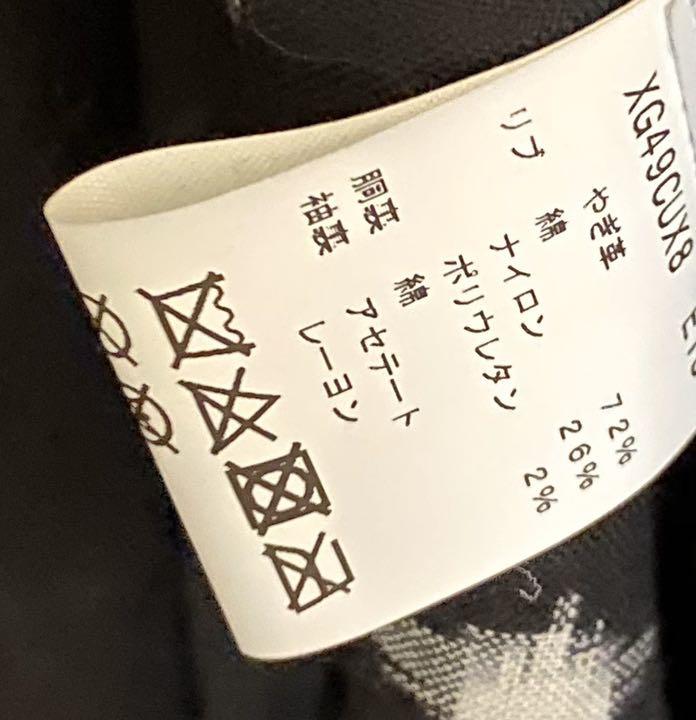 XG49CUX8
やぎ革
リブ 綿 72%
ナイロン 26%
ポリウレタン 2%
胴裏 綿
袖裏 アセテート
レーヨン